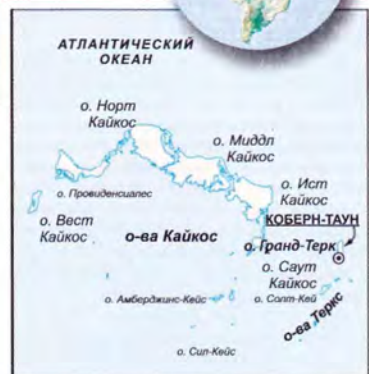 АТЛАНТИЧЕСКИЙ
ОКЕАН
о. Норт
Кайкос
о. Миддл
Кайкос
о. Провиденсиалес
о. Ист
Кайкос
о. Вест
Кайкос
КОБЕРН-ТАУН
о-ва Кайкос
о. Гранд-Терк
о. Саут
Кайкос
о. Амберджинс-Кейс
о. Солт-Кей
о-ва Теркс
о. Сил-Кейс